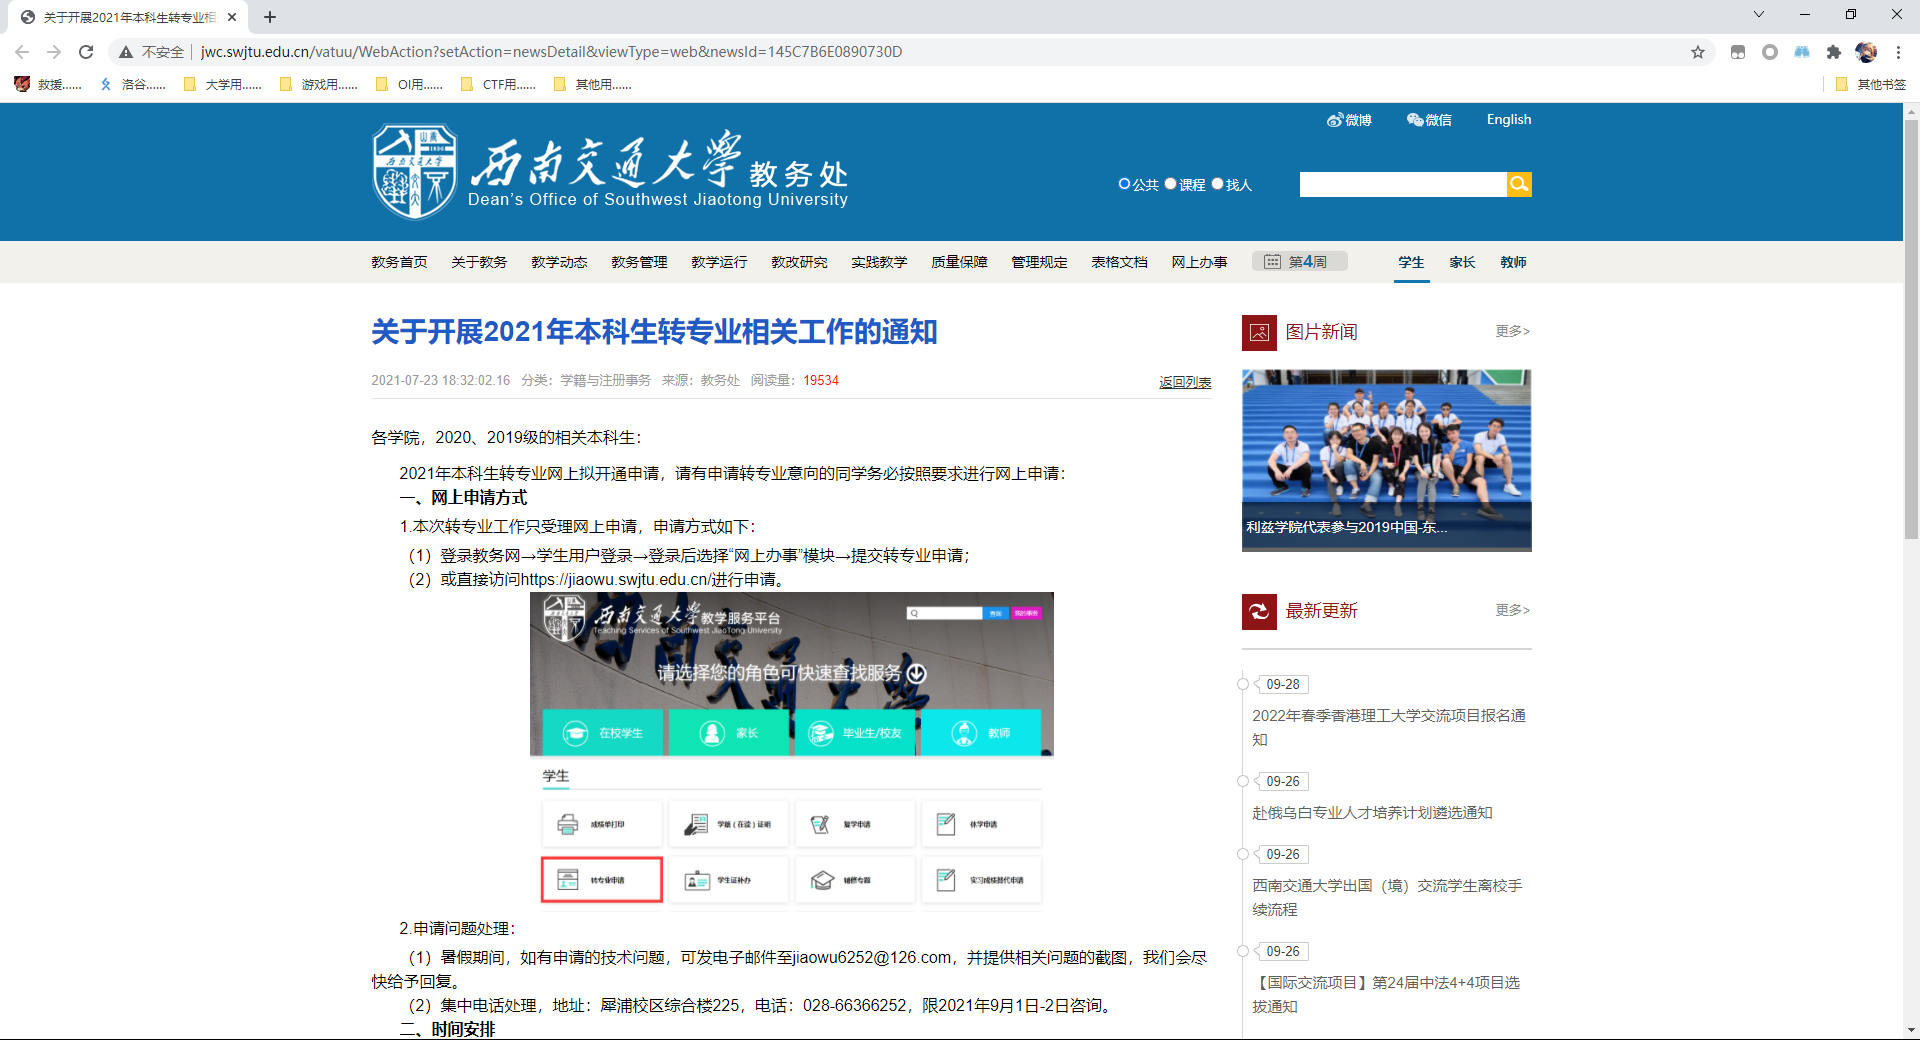 关于开展2021年本科生转专业相
不安全 jwc.swjtu.edu.cn/vatuu/WebAction?setAction=newsDetail&viewType=web&newsId=145C7B6E0890730D
救援...... 洛谷...... 大学用...... 游戏用...... OI用...... CTF用...... 其他用...... 其他书签
微博 微信 English
西南交通大学 教务处
Dean's Office of Southwest Jiaotong University
公共 课程 找人
教务首页 关于教务 教学动态 教务管理 教学运行 教改研究 实践教学 质量保障 管理规定 表格文档 网上办事 第4周 学生 家长 教师
关于开展2021年本科生转专业相关工作的通知
2021-07-23 18:32:02.16 分类：学籍与注册事务 来源：教务处 阅读量：19534 返回列表
各学院，2020、2019级的相关本科生：
2021年本科生转专业网上拟开通申请，请有申请转专业意向的同学务必按照要求进行网上申请：
一、网上申请方式
1.本次转专业工作只受理网上申请，申请方式如下：
（1）登录教务网→学生用户登录→登录后选择“网上办事”模块→提交转专业申请；
（2）或直接访问https://jiaowu.swjtu.edu.cn/进行申请。
西南交通大学 教学服务平台
Teaching Services of Southwest JiaoTong University
查询 我的事务
请选择您的角色可快速查找服务
在校学生 家长 毕业生/校友 教师
学生
成绩单打印 学籍（在读）证明 复学申请 休学申请
转专业申请 学生证补办 辅修专题 实习成绩替代申请
2.申请问题处理：
（1）暑假期间，如有申请的技术问题，可发电子邮件至jiaowu6252@126.com，并提供相关问题的截图，我们会尽
快给予回复。
（2）集中电话处理，地址：犀浦校区综合楼225，电话：028-66366252，限2021年9月1日-2日咨询。
二、时间安排
图片新闻 更多>
利兹学院代表参与2019中国-东...
最新更新 更多>
09-28
2022年春季香港理工大学交流项目报名通
知
09-26
赴俄乌白专业人才培养计划遴选通知
09-26
西南交通大学出国（境）交流学生离校手
续流程
09-26
【国际交流项目】第24届中法4+4项目选
拔通知